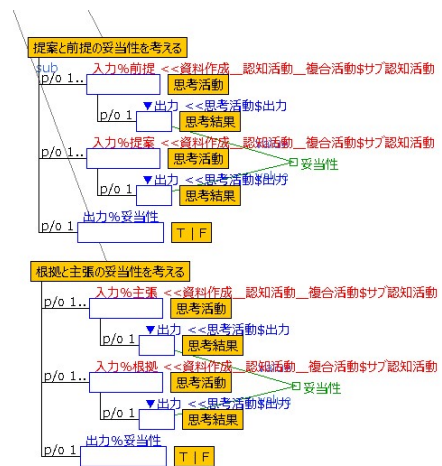 提案と前提の妥当性を考える
sub
入力%前提 <<資料作成__認知活動__複合活動$サブ認知活動
p/o 1.. 思考活動
▼出力 <<思考活動$出力
p/o 1 思考結果
入力%提案 <<資料作成__認知活動__複合活動$サブ認知活動
p/o 1.. 思考活動
妥当性
▼出力 <<思考活動$出力
p/o 1 思考結果
出力%妥当性
p/o 1 T | F
根拠と主張の妥当性を考える
入力%主張 <<資料作成__認知活動__複合活動$サブ認知活動
p/o 1.. 思考活動
▼出力 <<思考活動$出力
p/o 1 思考結果
入力%根拠 <<資料作成__認知活動__複合活動$サブ認知活動
p/o 1.. 思考活動
妥当性
▼出力 <<思考活動$出力
p/o 1 思考結果
出力%妥当性
p/o 1 T | F